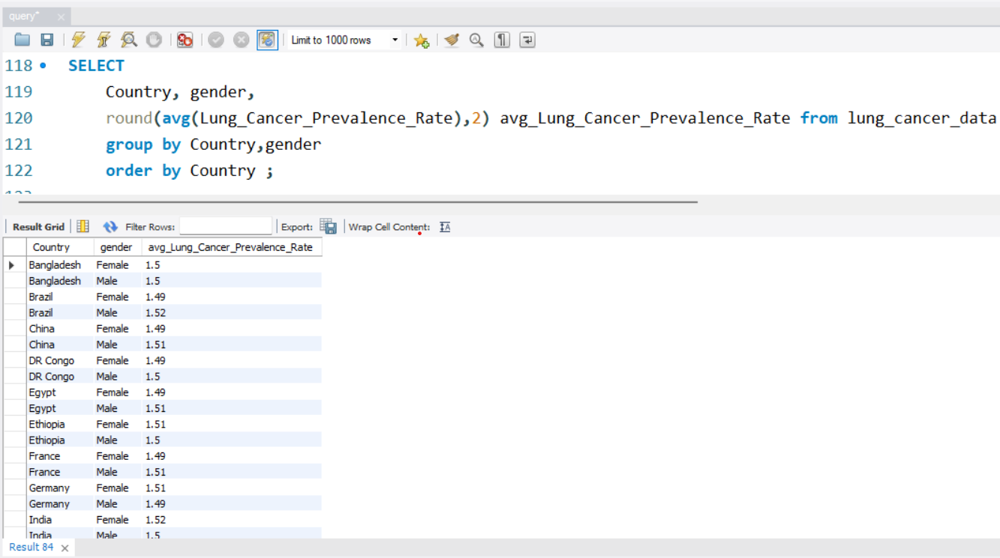 query*
Limit to 1000 rows
118 SELECT
119 Country, gender,
120 round(avg(Lung_Cancer_Prevalence_Rate),2) avg_Lung_Cancer_Prevalence_Rate from lung_cancer_data
121 group by Country,gender
122 order by Country ;
123
Result Grid Filter Rows: Export: Wrap Cell Content:
Country gender avg_Lung_Cancer_Prevalence_Rate
Bangladesh Female 1.5
Bangladesh Male 1.5
Brazil Female 1.49
Brazil Male 1.52
China Female 1.49
China Male 1.51
DR Congo Female 1.49
DR Congo Male 1.5
Egypt Female 1.49
Egypt Male 1.51
Ethiopia Female 1.51
Ethiopia Male 1.5
France Female 1.49
France Male 1.51
Germany Female 1.51
Germany Male 1.49
India Female 1.52
India Male 1.5
Result 84